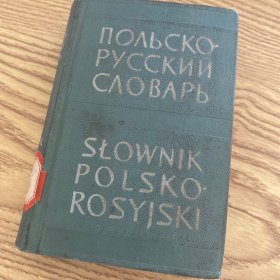 ПОЛЬСКО-
РУССКИЙ
СЛОВАРЬ
SŁOWNIK
POLSKO-
ROSYJSKI